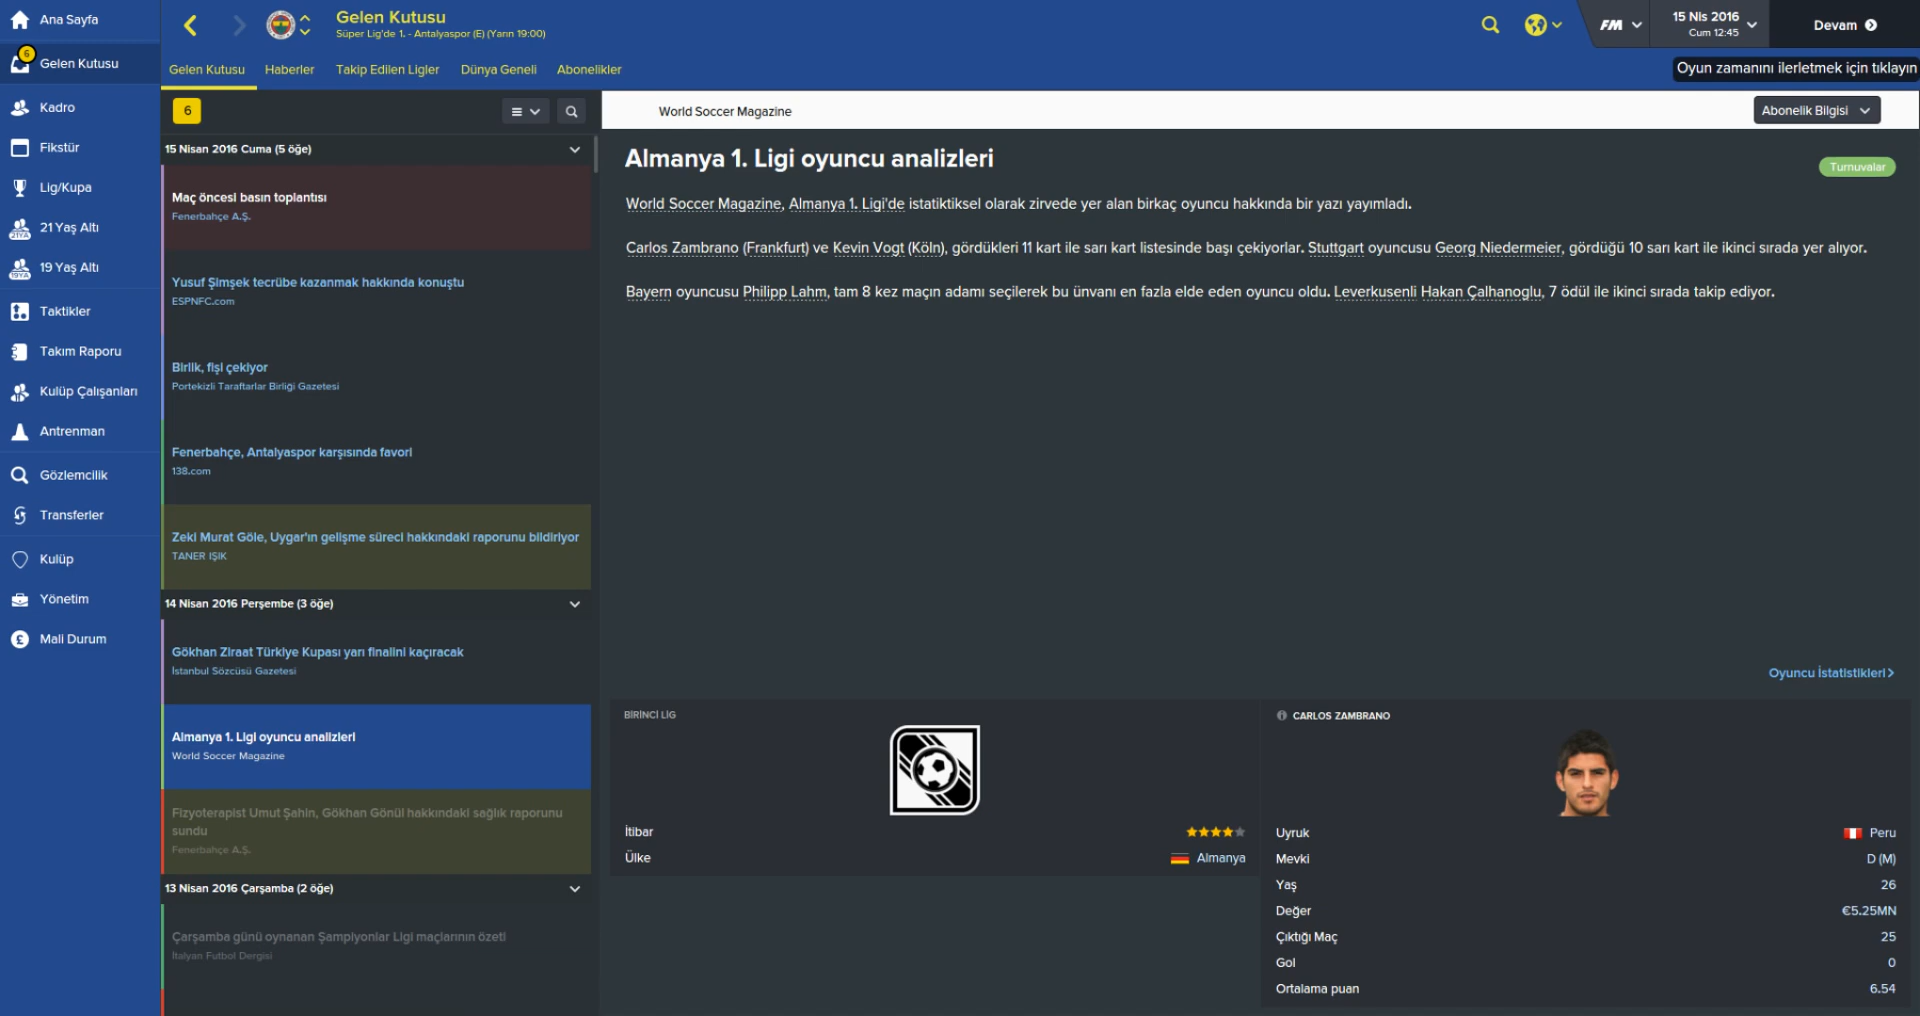 Ana Sayfa
6
Gelen Kutusu
Kadro
Fikstür
Lig/Kupa
21 Yaş Altı
19 Yaş Altı
Taktikler
Takım Raporu
Kulüp Çalışanları
Antrenman
Gözlemcilik
Transferler
Kulüp
Yönetim
Mali Durum
Gelen Kutusu
Süper Lig'de 1. - Antalyaspor (E) (Yarın 19:00)
FM
15 Nis 2016
Cum 12:45
Devam
Oyun zamanını ilerletmek için tıklayın
Gelen Kutusu Haberler Takip Edilen Ligler Dünya Geneli Abonelikler
6
15 Nisan 2016 Cuma (5 öğe)
Maç öncesi basın toplantısı
Fenerbahçe A.Ş.
Yusuf Şimşek tecrübe kazanmak hakkında konuştu
ESPNFC.com
Birlik, fişi çekiyor
Portekizli Taraftarlar Birliği Gazetesi
Fenerbahçe, Antalyaspor karşısında favori
138.com
Zeki Murat Göle, Uygar'ın gelişme süreci hakkındaki raporunu bildiriyor
TANER IŞIK
14 Nisan 2016 Perşembe (3 öğe)
Gökhan Ziraat Türkiye Kupası yarı finalini kaçıracak
İstanbul Sözcüsü Gazetesi
Almanya 1. Ligi oyuncu analizleri
World Soccer Magazine
Fizyoterapist Umut Şahin, Gökhan Gönül hakkındaki sağlık raporunu
sundu
Fenerbahçe A.Ş.
13 Nisan 2016 Çarşamba (2 öğe)
Çarşamba günü oynanan Şampiyonlar Ligi maçlarının özeti
İtalyan Futbol Dergisi
World Soccer Magazine
Abonelik Bilgisi
Almanya 1. Ligi oyuncu analizleri
Turnuvalar
World Soccer Magazine, Almanya 1. Ligi'de istatiktiksel olarak zirvede yer alan birkaç oyuncu hakkında bir yazı yayımladı.
Carlos Zambrano (Frankfurt) ve Kevin Vogt (Köln), gördükleri 11 kart ile sarı kart listesinde başı çekiyorlar. Stuttgart oyuncusu Georg Niedermeier, gördüğü 10 sarı kart ile ikinci sırada yer alıyor.
Bayern oyuncusu Philipp Lahm, tam 8 kez maçın adamı seçilerek bu ünvanı en fazla elde eden oyuncu oldu. Leverkusenli Hakan Çalhanoglu, 7 ödül ile ikinci sırada takip ediyor.
Oyuncu İstatistikleri
BIRINCI LIG
İtibar
Ülke Almanya
CARLOS ZAMBRANO
Uyruk Peru
Mevki D (M)
Yaş 26
Değer €5.25MN
Çıktığı Maç 25
Gol 0
Ortalama puan 6.54